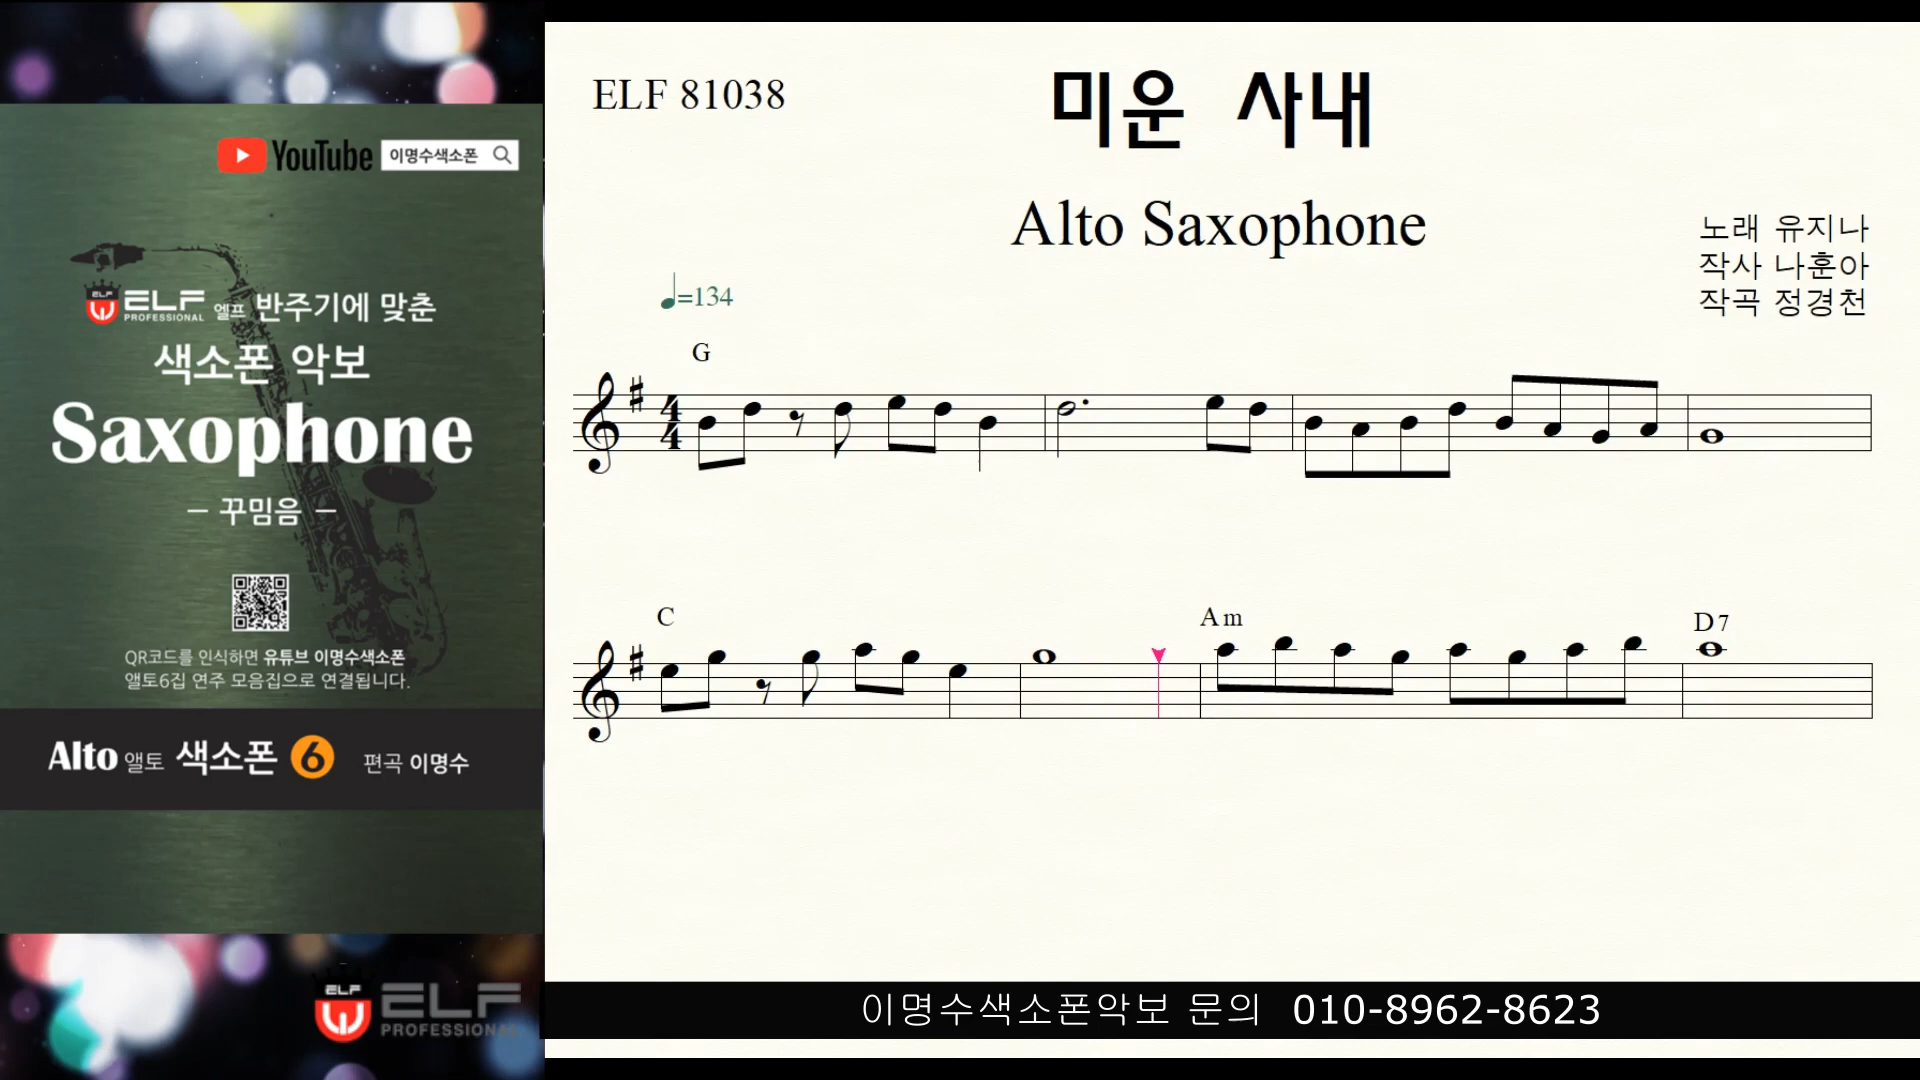 YouTube 이명수색소폰
ELF
ELF PROFESSIONAL 엘프 반주기에 맞춘
색소폰 악보
Saxophone
– 꾸밈음 –
QR코드를 인식하면 유튜브 이명수색소폰
앨토6집 연주 모음집으로 연결됩니다.
Alto 앨토 색소폰 6 편곡 이명수
ELF
ELF
PROFESSIONAL
ELF 81038
미운 사내
Alto Saxophone
노래 유지나
작사 나훈아
작곡 정경천
=134
G
4
4
C Am D7
이명수색소폰악보 문의 010-8962-8623